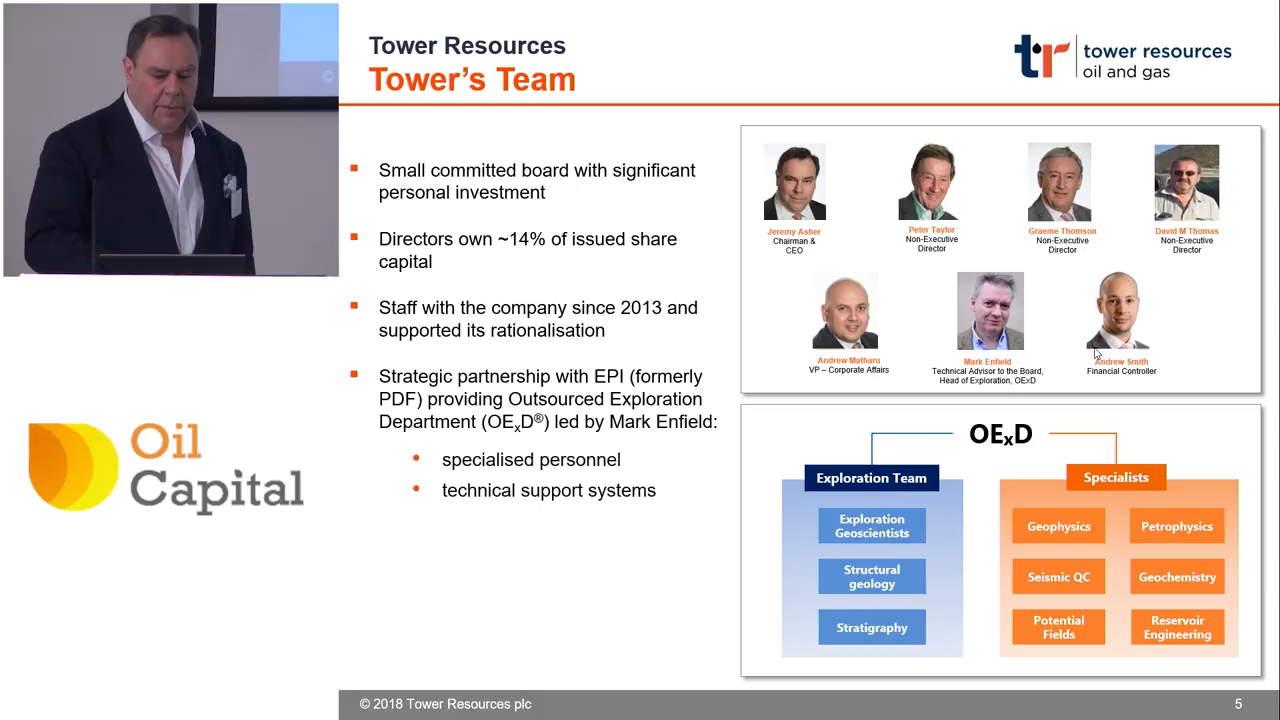 Tower Resources
Tower's Team
tr
tower resources
oil and gas
Small committed board with significant
personal investment
Directors own ~14% of issued share
capital
Staff with the company since 2013 and
supported its rationalisation
Strategic partnership with EPI (formerly
PDF) providing Outsourced Exploration
Department (OExD®) led by Mark Enfield:
specialised personnel
technical support systems
Jeremy Asher
Chairman &
CEO
Peter Taylor
Non-Executive
Director
Graeme Thomson
Non-Executive
Director
David M Thomas
Non-Executive
Director
Andrew Matharu
VP – Corporate Affairs
Mark Enfield
Technical Advisor to the Board,
Head of Exploration, OExD
Andrew Smith
Financial Controller
OExD
Exploration Team
Exploration
Geoscientists
Structural
geology
Stratigraphy
Specialists
Geophysics
Petrophysics
Seismic QC
Geochemistry
Potential
Fields
Reservoir
Engineering
Oil
Capital
© 2018 Tower Resources plc
5